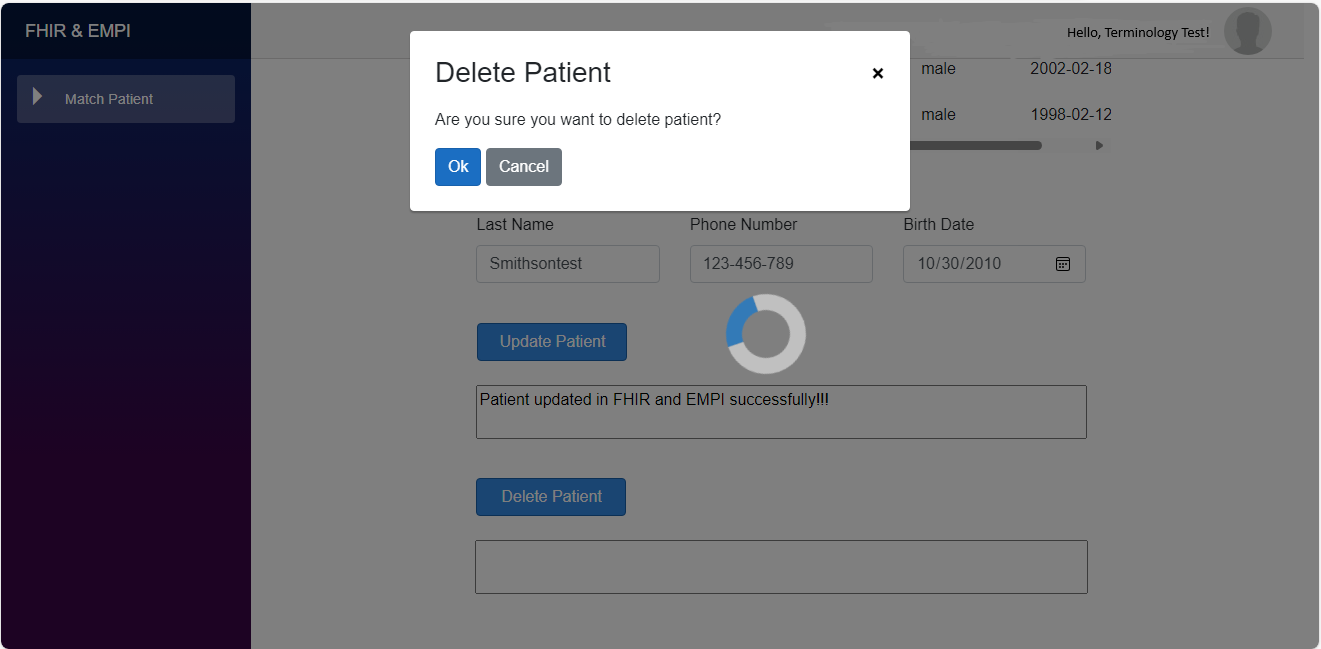 FHIR & EMPI
Hello, Terminology Test!
Match Patient
male 2002-02-18
male 1998-02-12
Delete Patient
×
Are you sure you want to delete patient?
Ok Cancel
Last Name Phone Number Birth Date
Smithsontest 123-456-789 10/30/2010
Update Patient
Patient updated in FHIR and EMPI successfully!!!
Delete Patient